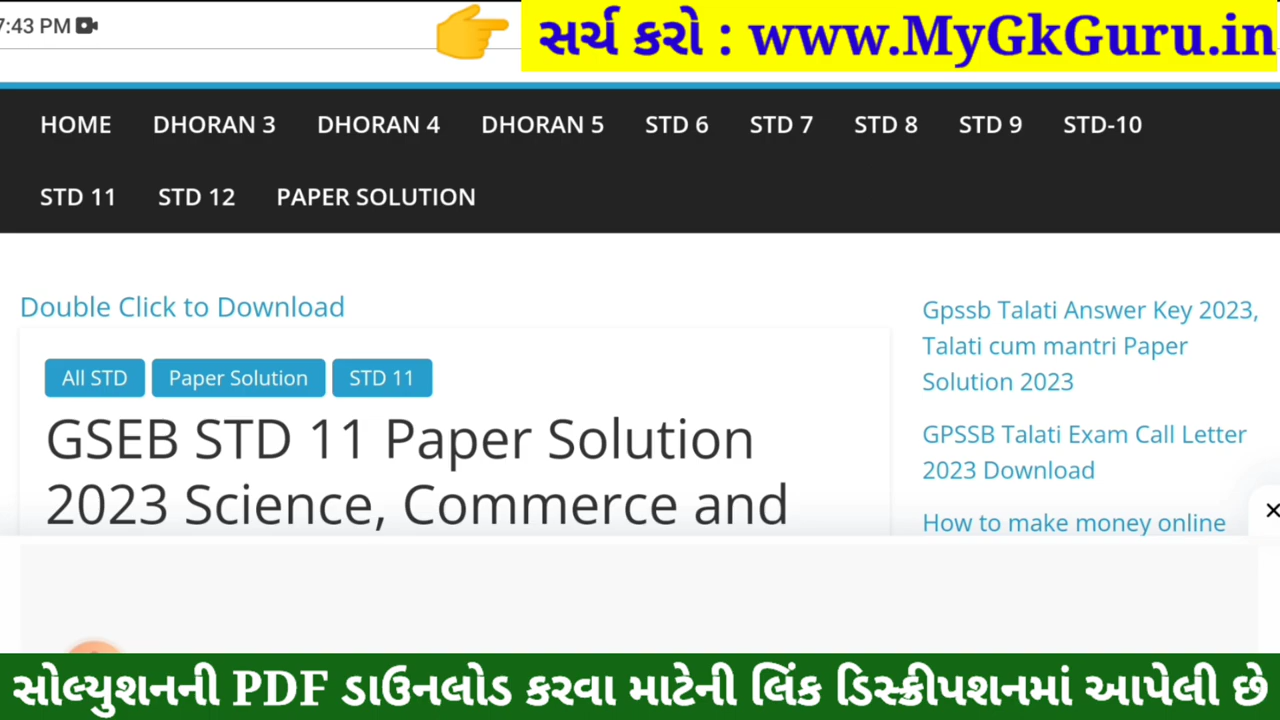 7:43 PM
સર્ચ કરો : www.MyGkGuru.in
HOME DHORAN 3 DHORAN 4 DHORAN 5 STD 6 STD 7 STD 8 STD 9 STD-10
STD 11 STD 12 PAPER SOLUTION
Double Click to Download
All STD Paper Solution STD 11
GSEB STD 11 Paper Solution
2023 Science, Commerce and
Gpssb Talati Answer Key 2023,
Talati cum mantri Paper
Solution 2023
GPSSB Talati Exam Call Letter
2023 Download
How to make money online
સોલ્યુશનની PDF ડાઉનલોડ કરવા માટેની લિંક ડિસ્ક્રીપશનમાં આપેલી છે